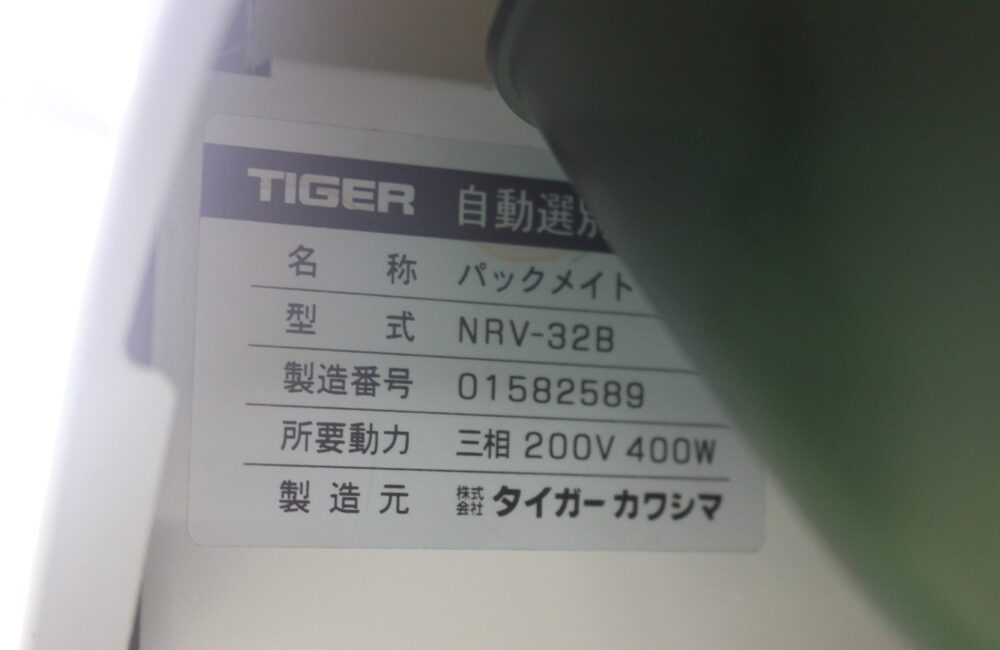 TIGER 自動選別
名称 パックメイト
型式 NRV-32B
製造番号 01582589
所要動力 三相 200V 400W
製造元 株式会社 タイガーカワシマ